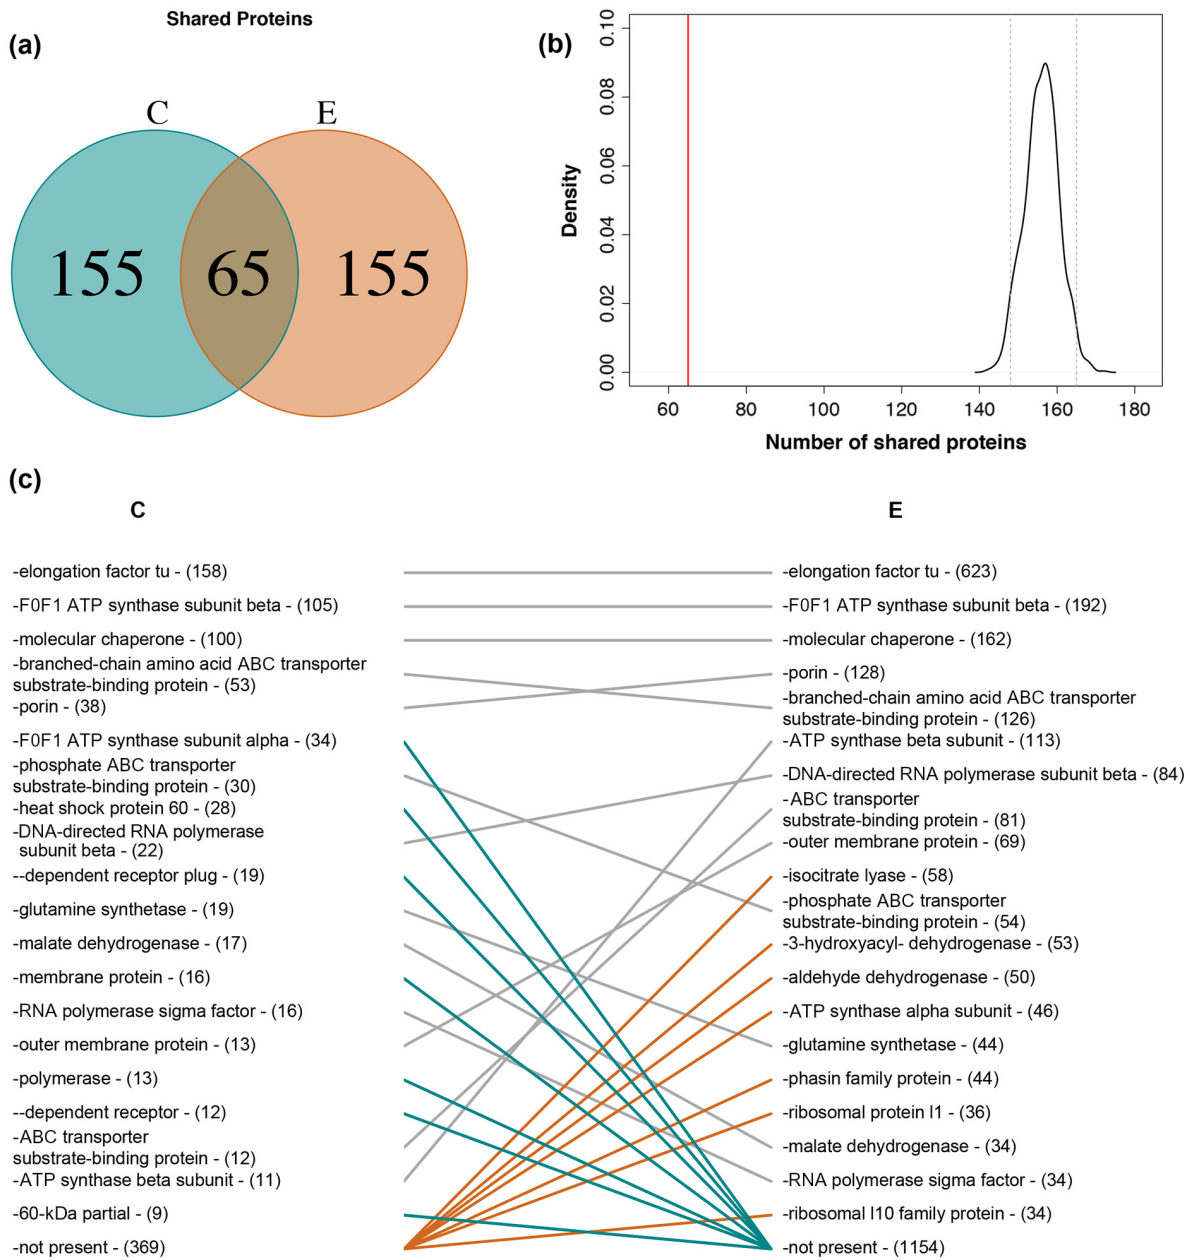 Shared Proteins
(a)
C
E
155
65
155
(b)
Density
0.00
0.02
0.04
0.06
0.08
0.10
60
80
100
120
140
160
180
Number of shared proteins
(c)
C
-elongation factor tu - (158)
-F0F1 ATP synthase subunit beta - (105)
-molecular chaperone - (100)
-branched-chain amino acid ABC transporter
substrate-binding protein - (53)
-porin - (38)
-F0F1 ATP synthase subunit alpha - (34)
-phosphate ABC transporter
substrate-binding protein - (30)
-heat shock protein 60 - (28)
-DNA-directed RNA polymerase
subunit beta - (22)
--dependent receptor plug - (19)
-glutamine synthetase - (19)
-malate dehydrogenase - (17)
-membrane protein - (16)
-RNA polymerase sigma factor - (16)
-outer membrane protein - (13)
-polymerase - (13)
--dependent receptor - (12)
-ABC transporter
substrate-binding protein - (12)
-ATP synthase beta subunit - (11)
-60-kDa partial - (9)
-not present - (369)
E
-elongation factor tu - (623)
-F0F1 ATP synthase subunit beta - (192)
-molecular chaperone - (162)
-porin - (128)
-branched-chain amino acid ABC transporter
substrate-binding protein - (126)
-ATP synthase beta subunit - (113)
-DNA-directed RNA polymerase subunit beta - (84)
-ABC transporter
substrate-binding protein - (81)
-outer membrane protein - (69)
-isocitrate lyase - (58)
-phosphate ABC transporter
substrate-binding protein - (54)
-3-hydroxyacyl- dehydrogenase - (53)
-aldehyde dehydrogenase - (50)
-ATP synthase alpha subunit - (46)
-glutamine synthetase - (44)
-phasin family protein - (44)
-ribosomal protein l1 - (36)
-malate dehydrogenase - (34)
-RNA polymerase sigma factor - (34)
-ribosomal l10 family protein - (34)
-not present - (1154)